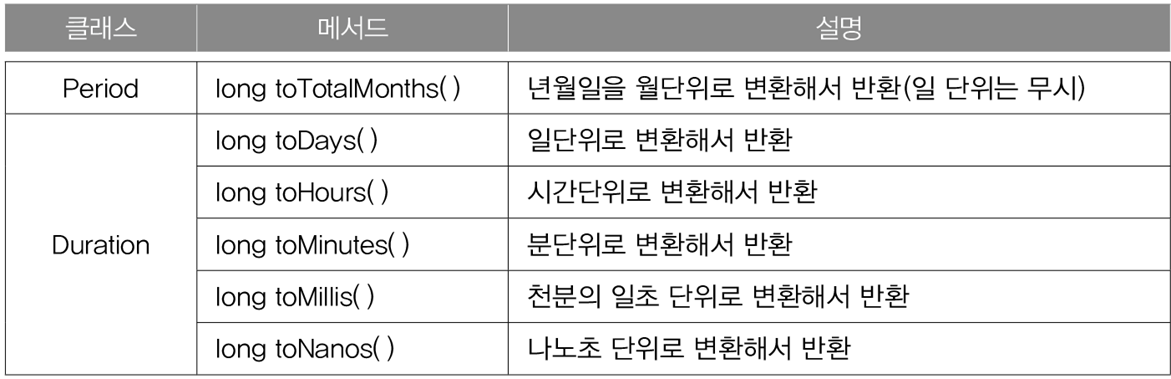 클래스 메서드 설명
Period long toTotalMonths( ) 년월일을 월단위로 변환해서 반환(일 단위는 무시)
Duration long toDays( ) 일단위로 변환해서 반환
long toHours( ) 시간단위로 변환해서 반환
long toMinutes( ) 분단위로 변환해서 반환
long toMillis( ) 천분의 일초 단위로 변환해서 반환
long toNanos( ) 나노초 단위로 변환해서 반환